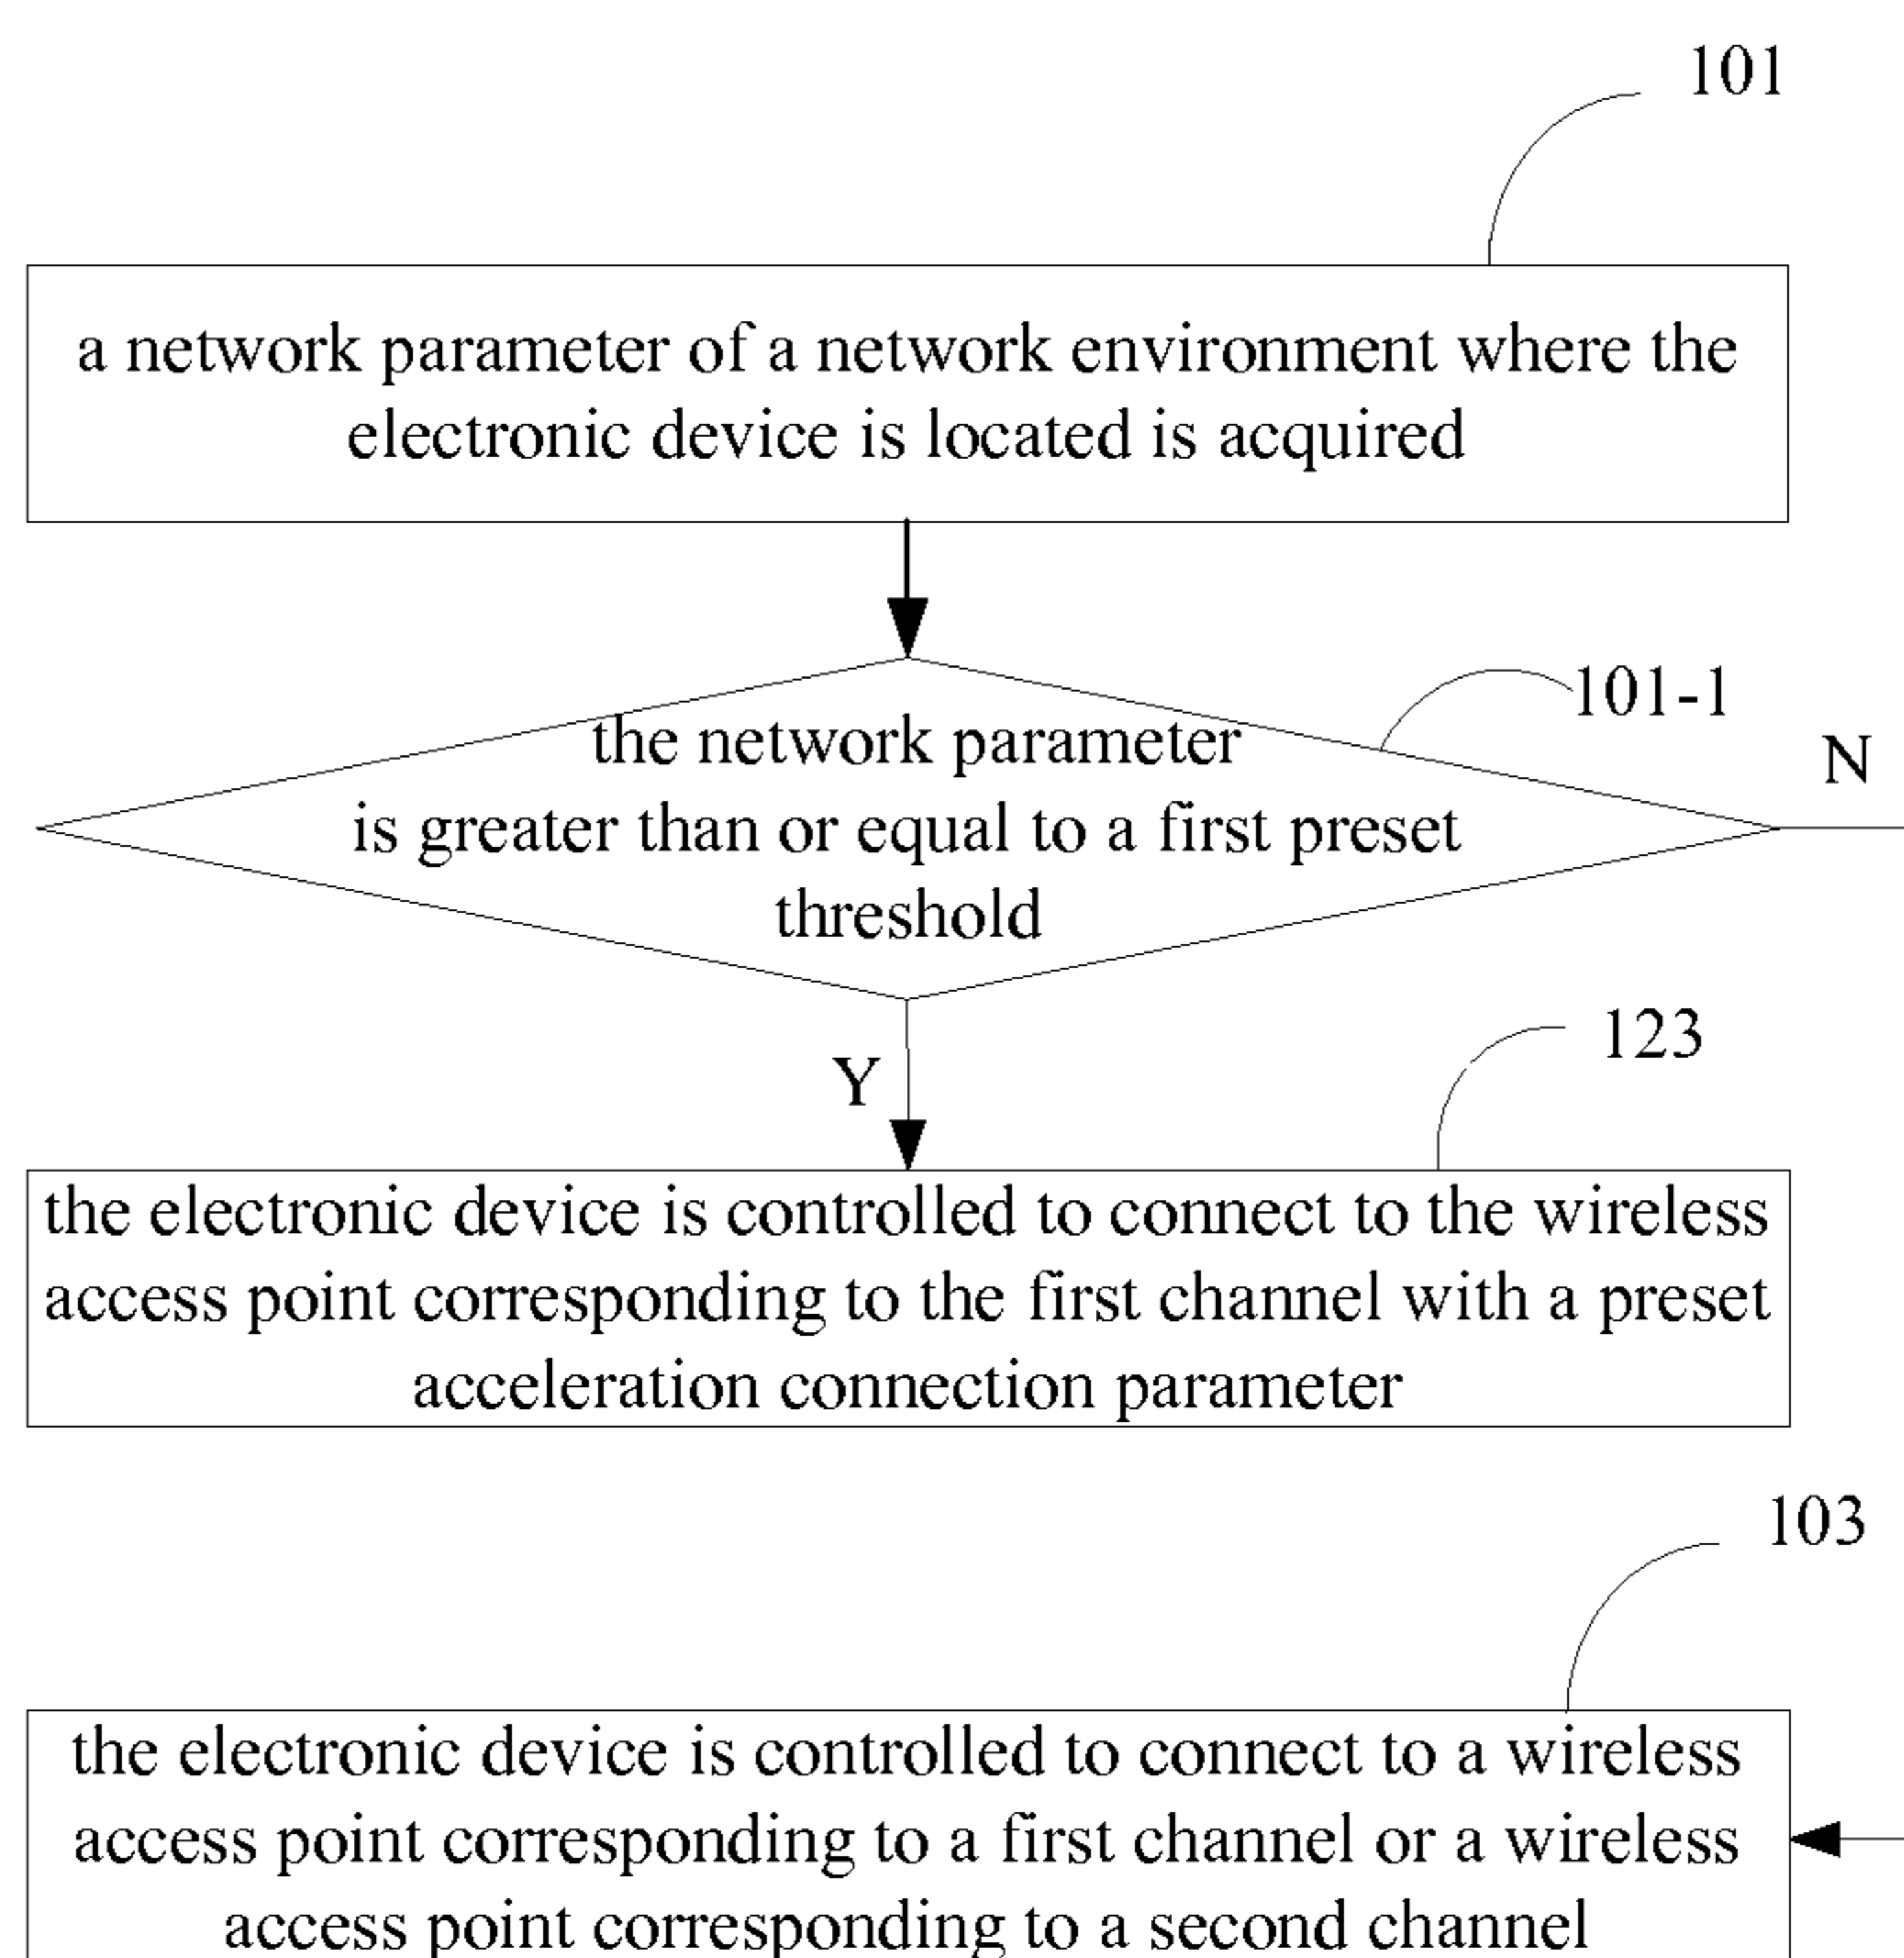 101
a network parameter of a network environment where the
electronic device is located is acquired
101-1
the network parameter
is greater than or equal to a first preset
threshold
N
Y
123
the electronic device is controlled to connect to the wireless
access point corresponding to the first channel with a preset
acceleration connection parameter
103
the electronic device is controlled to connect to a wireless
access point corresponding to a first channel or a wireless
access point corresponding to a second channel